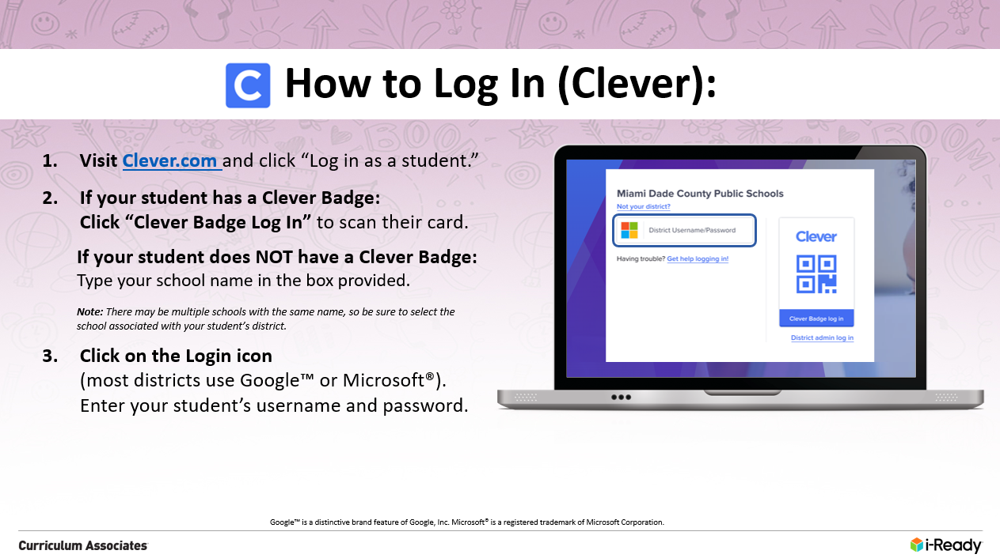 C How to Log In (Clever):
1. Visit Clever.com and click “Log in as a student.”
2. If your student has a Clever Badge:
Click “Clever Badge Log In” to scan their card.
If your student does NOT have a Clever Badge:
Type your school name in the box provided.
Note: There may be multiple schools with the same name, so be sure to select the
school associated with your student’s district.
3. Click on the Login icon
(most districts use Google™ or Microsoft®).
Enter your student’s username and password.
Miami Dade County Public Schools
Not your district?
District Username/Password
Having trouble? Get help logging in!
Clever
Clever Badge log in
District admin log in
Google™ is a distinctive brand feature of Google, Inc. Microsoft® is a registered trademark of Microsoft Corporation.
Curriculum Associates
i-Ready